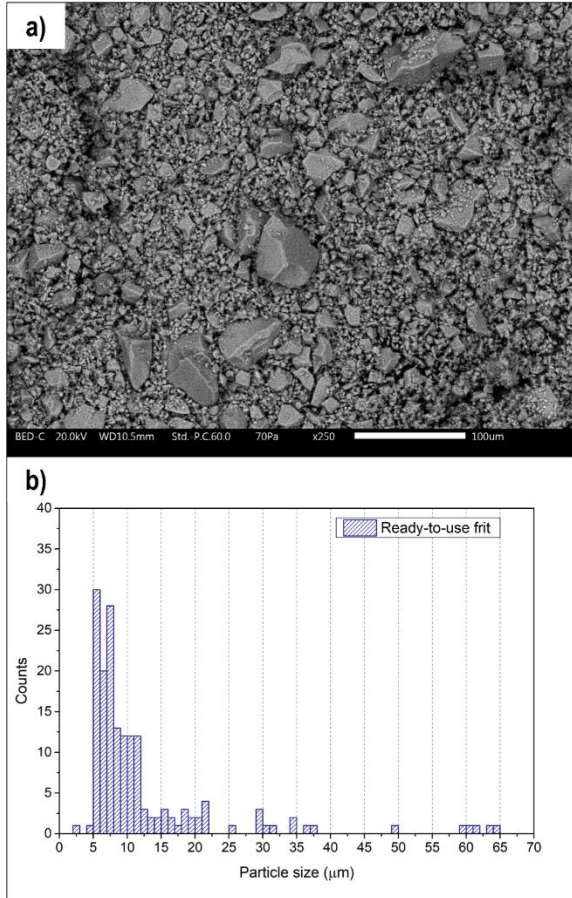 a)
BED-C 20.0kV WD10.5mm Std.-P.C.60.0 70Pa x250 100um
b)
40
35
30
25
20
15
10
5
0
Counts
Ready-to-use frit
0 5 10 15 20 25 30 35 40 45 50 55 60 65 70
Particle size (μm)